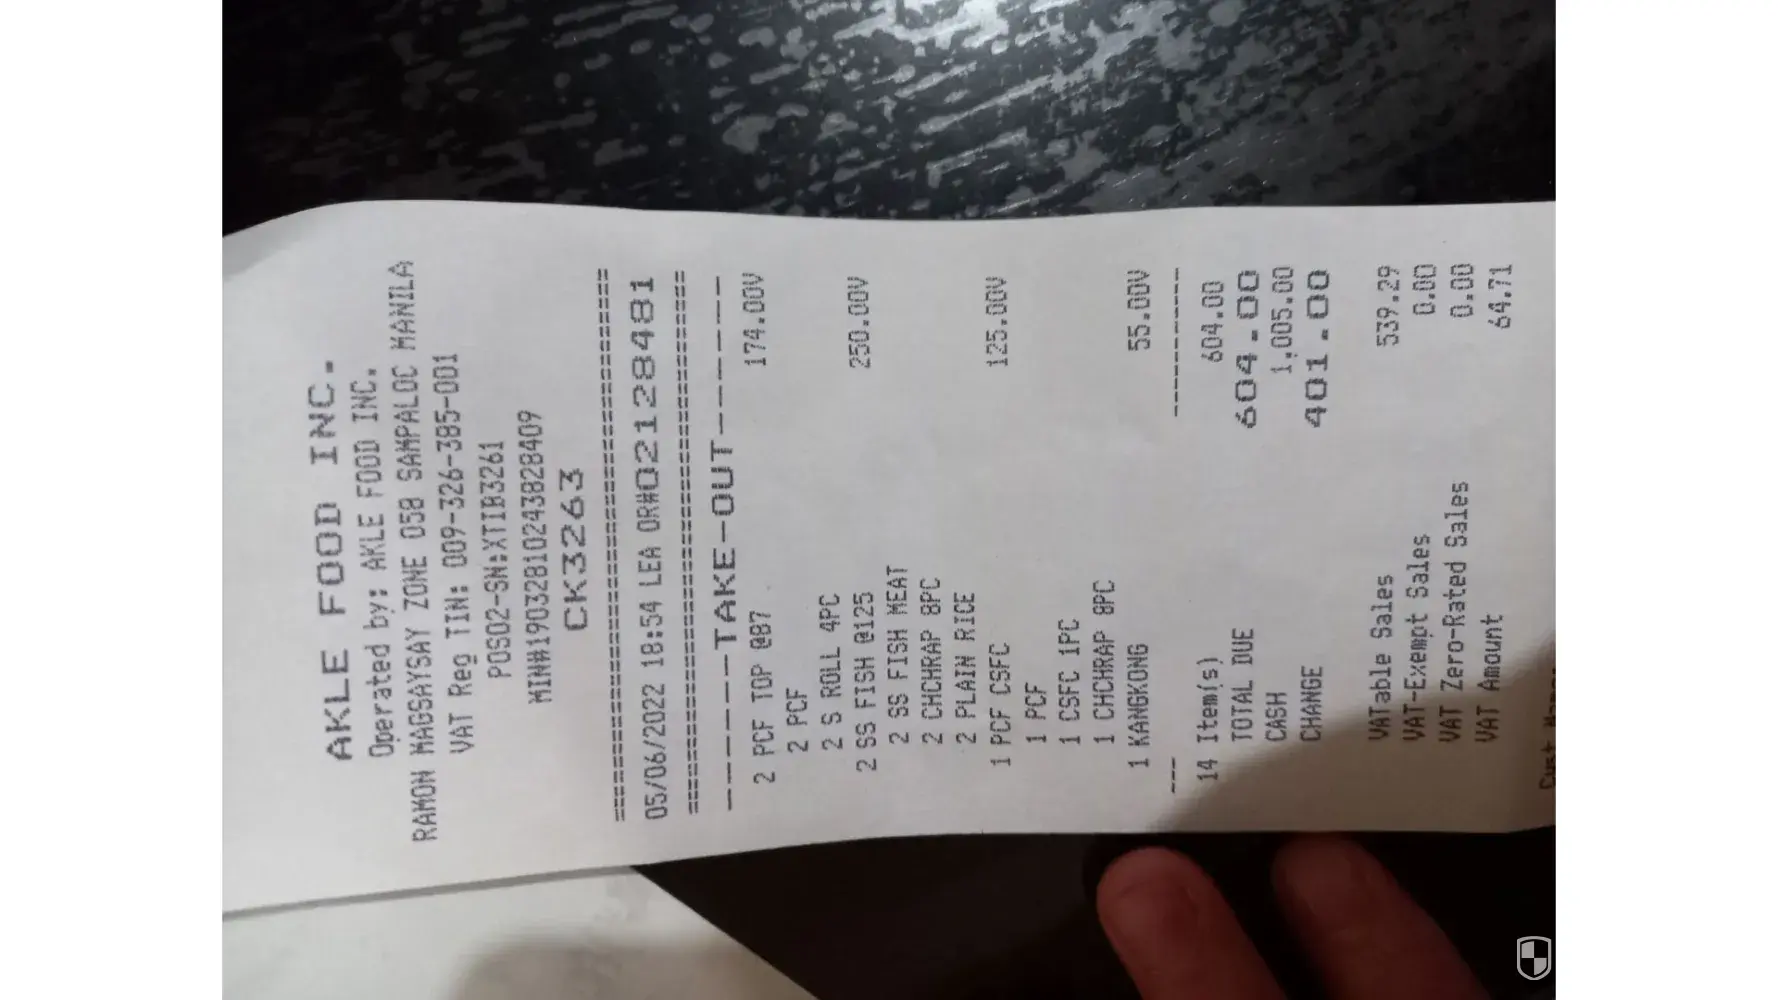 AKLE FOOD INC.
Operated by: AKLE FOOD INC.
RAMON MAGSAYSAY ZONE 058 SAMPALOC MANILA
VAT Reg TIN: 009-326-385-001
POS02-SN:XTIB3261
MIN#19032810243828409
CK3263
==========================================
05/06/2022 18:54 LEA OR#02128481
==========================================
------TAKE-OUT------
2 PCF TOP @87 174.00V
2 PCF
2 S ROLL 4PC
2 SS FISH @125 250.00V
2 SS FISH MEAT
2 CHCHRAP 8PC
2 PLAIN RICE
1 PCF CSFC 125.00V
1 PCF
1 CSFC 1PC
1 CHCHRAP 8PC
1 KANGKONG 55.00V
--- ------------
14 Item(s) 604.00
TOTAL DUE 604.00
CASH 1,005.00
CHANGE 401.00
VATable Sales 539.29
VAT-Exempt Sales 0.00
VAT Zero-Rated Sales 0.00
VAT Amount 64.71
Cust